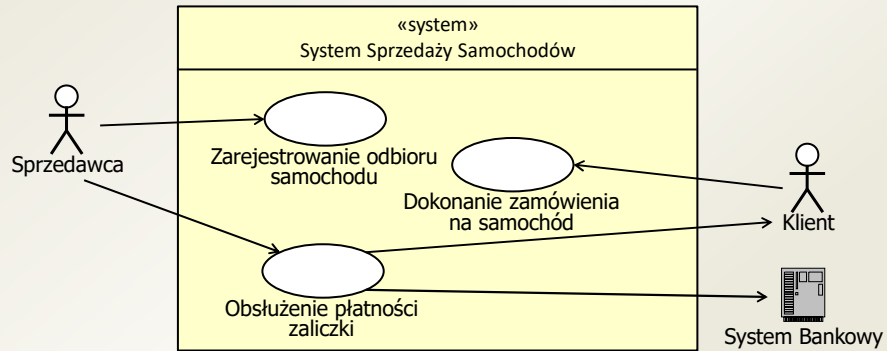 «system»
System Sprzedaży Samochodów
Sprzedawca
Zarejestrowanie odbioru
samochodu
Dokonanie zamówienia
na samochód
Klient
Obsłużenie płatności
zaliczki
System Bankowy